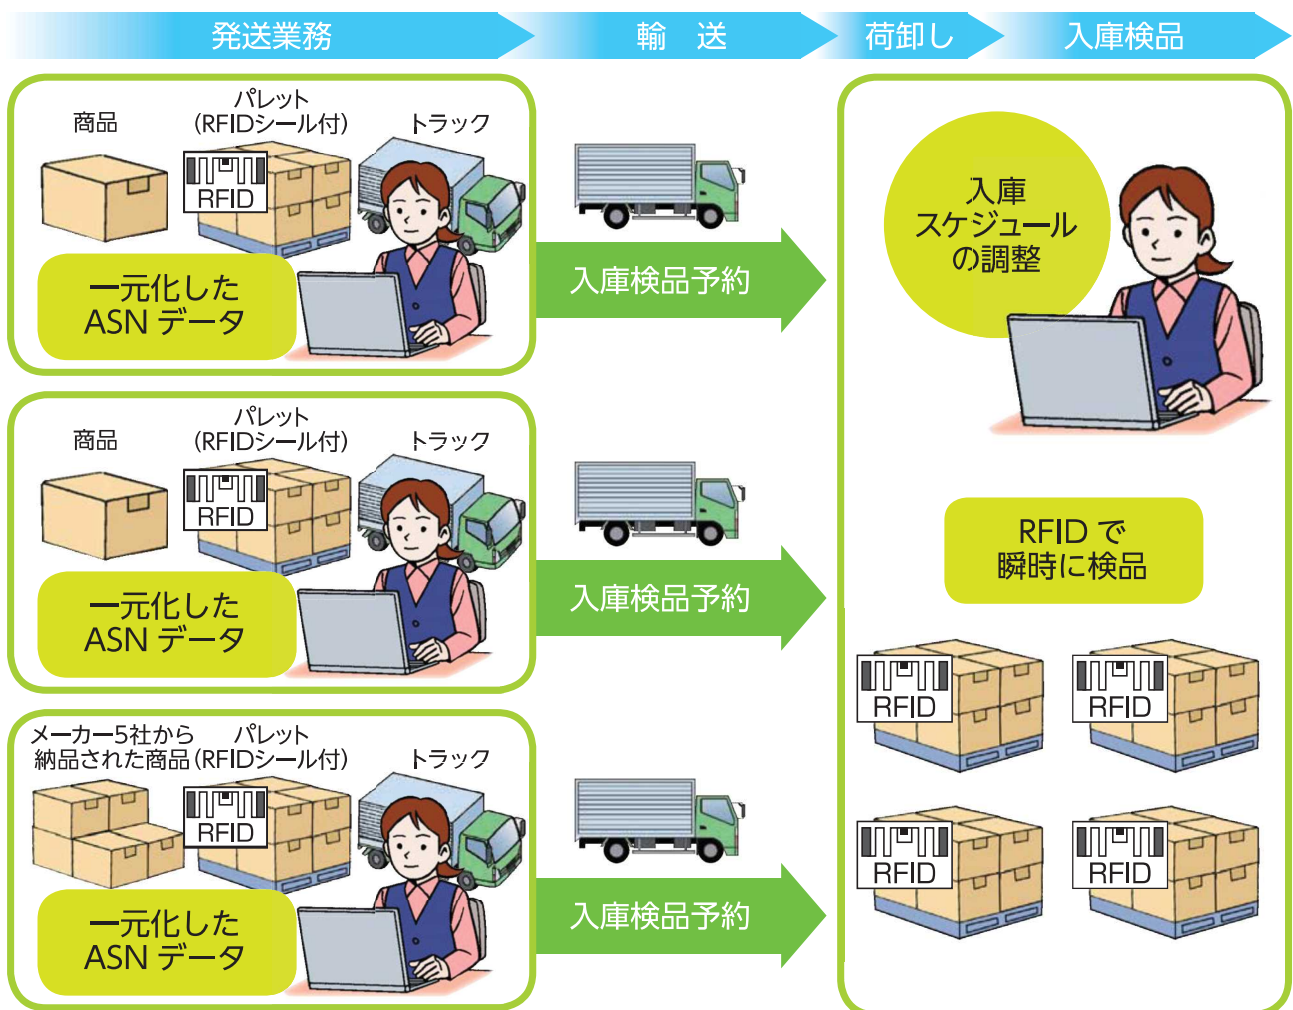 発送業務
輸　送
荷卸し
入庫検品
商品
パレット
(RFIDシール付)
トラック
RFID
一元化した
ASN データ
入庫検品予約
商品
パレット
(RFIDシール付)
トラック
RFID
一元化した
ASN データ
入庫検品予約
メーカー5社から
納品された商品
パレット
(RFIDシール付)
トラック
RFID
一元化した
ASN データ
入庫検品予約
入庫
スケジュール
の調整
RFID で
瞬時に検品
RFID
RFID
RFID
RFID